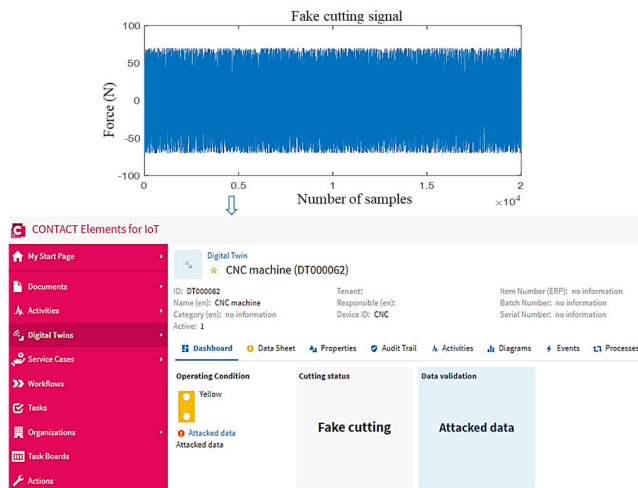 Fake cutting signal
100
50
0
-50
-100
Force (N)
0 0.5 1 1.5 2
Number of samples
×10⁴
CONTACT Elements for IoT
My Start Page
Documents
Activities
Digital Twins
Service Cases
Workflows
Tasks
Organizations
Task Boards
Actions
Digital Twin
CNC machine (DT000062)
ID: DT000062 Tenant: Item Number (ERP): no information
Name (en): CNC machine Responsible (en): Batch Number: no information
Category (en): no information Device ID: CNC Serial Number: no information
Active: 1
Dashboard Data Sheet Properties Audit Trail Activities Diagrams Events Processes
Operating Condition Cutting status Data validation
Yellow
Fake cutting Attacked data
Attacked data
Attacked data